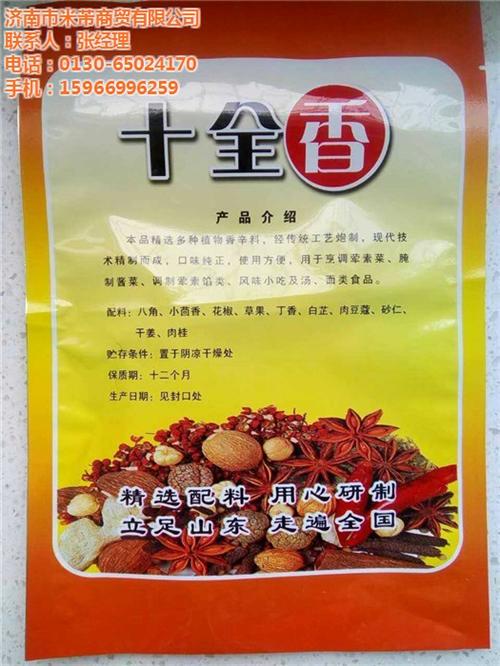 济南市米蒂商贸有限公司
联系人：张经理
电话：0130-65024170
手机：15966996259
十全香
产品介绍
本品精选多种植物香辛料，经传统工艺炮制，现代技
术精制而成，口味纯正，使用方便，用于烹调荤素菜、腌
制酱菜、调制荤素馅类、风味小吃及汤、面类食品。
配料：八角、小茴香、花椒、草果、丁香、白芷、肉豆蔻、砂仁、
干姜、肉桂
贮存条件：置于阴凉干燥处
保质期：十二个月
生产日期：见封口处
精选配料 用心研制
立足山东 走遍全国